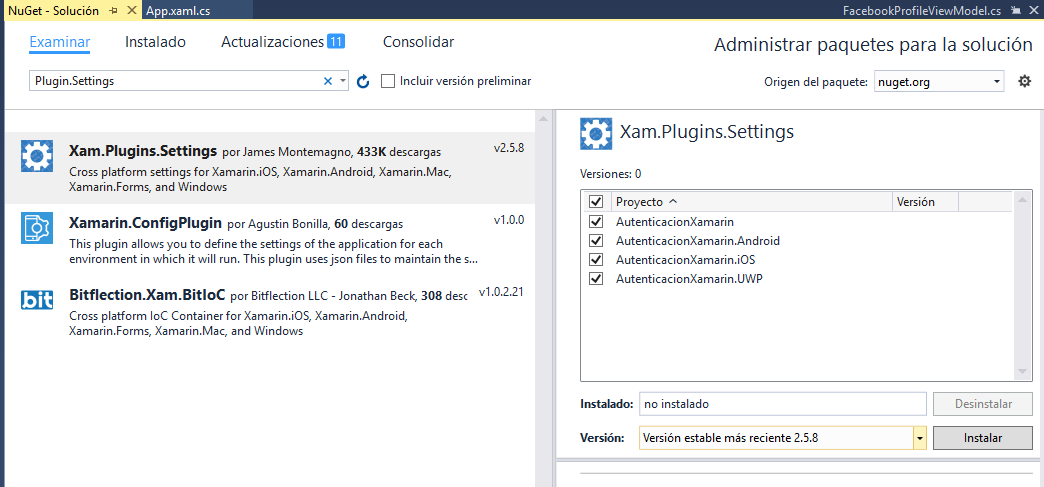 NuGet - Solución
App.xaml.cs
FacebookProfileViewModel.cs
Examinar
Instalado
Actualizaciones 11
Consolidar
Administrar paquetes para la solución
Plugin.Settings
Incluir versión preliminar
Origen del paquete: nuget.org
Xam.Plugins.Settings por James Montemagno, 433K descargas v2.5.8
Cross platform settings for Xamarin.iOS, Xamarin.Android, Xamarin.Mac,
Xamarin.Forms, and Windows
Xamarin.ConfigPlugin por Agustin Bonilla, 60 descargas v1.0.0
This plugin allows you to define the settings of the application for each
environment in which it will run. This plugin uses json files to maintain the s...
bit
Bitflection.Xam.BitIoC por Bitflection LLC - Jonathan Beck, 308 desc v1.0.2.21
Cross platform IoC Container for Xamarin.iOS, Xamarin.Android,
Xamarin.Forms, Xamarin.Mac, and Windows
Xam.Plugins.Settings
Versiones: 0
Proyecto Versión
AutenticacionXamarin
AutenticacionXamarin.Android
AutenticacionXamarin.iOS
AutenticacionXamarin.UWP
Instalado: no instalado Desinstalar
Versión: Versión estable más reciente 2.5.8 Instalar